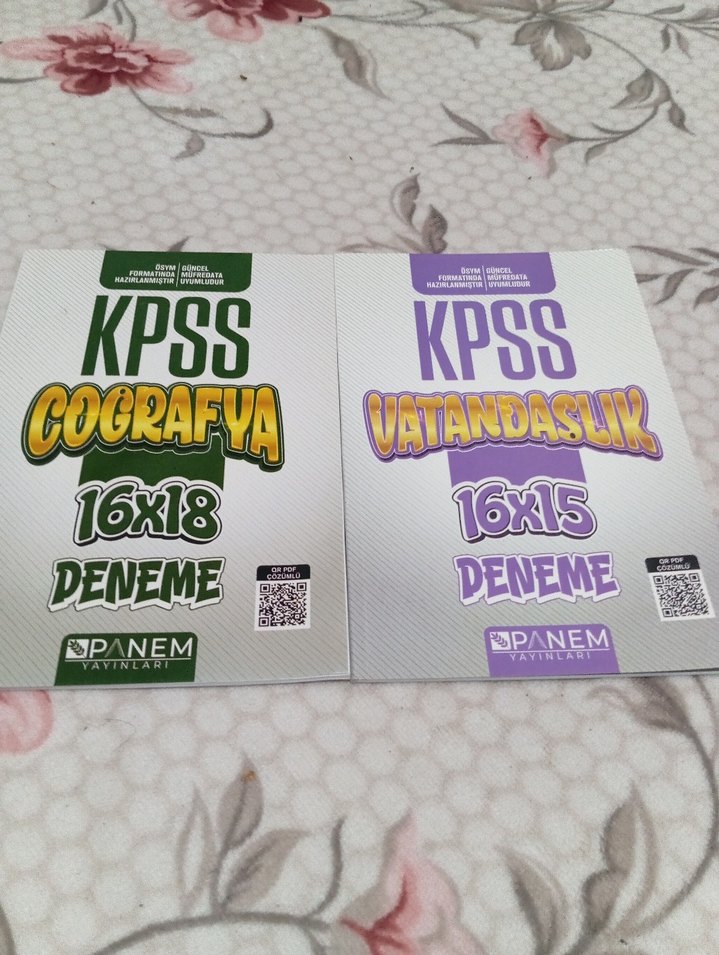 ÖSYM FORMATINDA HAZIRLANMIŞTIR
GÜNCEL MÜFREDATA UYUMLUDUR
KPSS
COĞRAFYA
16x18
DENEME
QR PDF
ÇÖZÜMLÜ
PANEM
YAYINLARI
ÖSYM FORMATINDA HAZIRLANMIŞTIR
GÜNCEL MÜFREDATA UYUMLUDUR
KPSS
VATANDAŞLIK
16x15
DENEME
QR PDF
ÇÖZÜMLÜ
PANEM
YAYINLARI